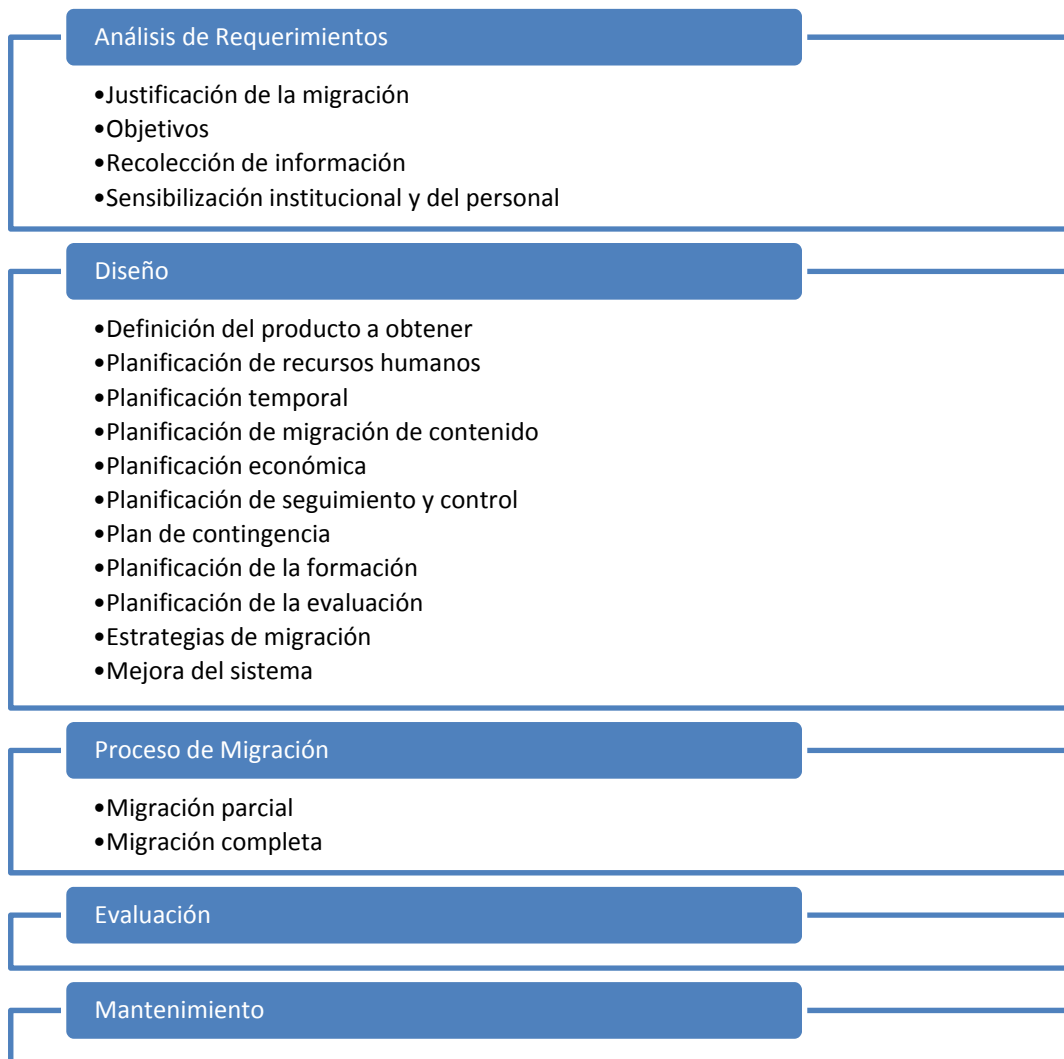 Análisis de Requerimientos
•Justificación de la migración
•Objetivos
•Recolección de información
•Sensibilización institucional y del personal
Diseño
•Definición del producto a obtener
•Planificación de recursos humanos
•Planificación temporal
•Planificación de migración de contenido
•Planificación económica
•Planificación de seguimiento y control
•Plan de contingencia
•Planificación de la formación
•Planificación de la evaluación
•Estrategias de migración
•Mejora del sistema
Proceso de Migración
•Migración parcial
•Migración completa
Evaluación
Mantenimiento